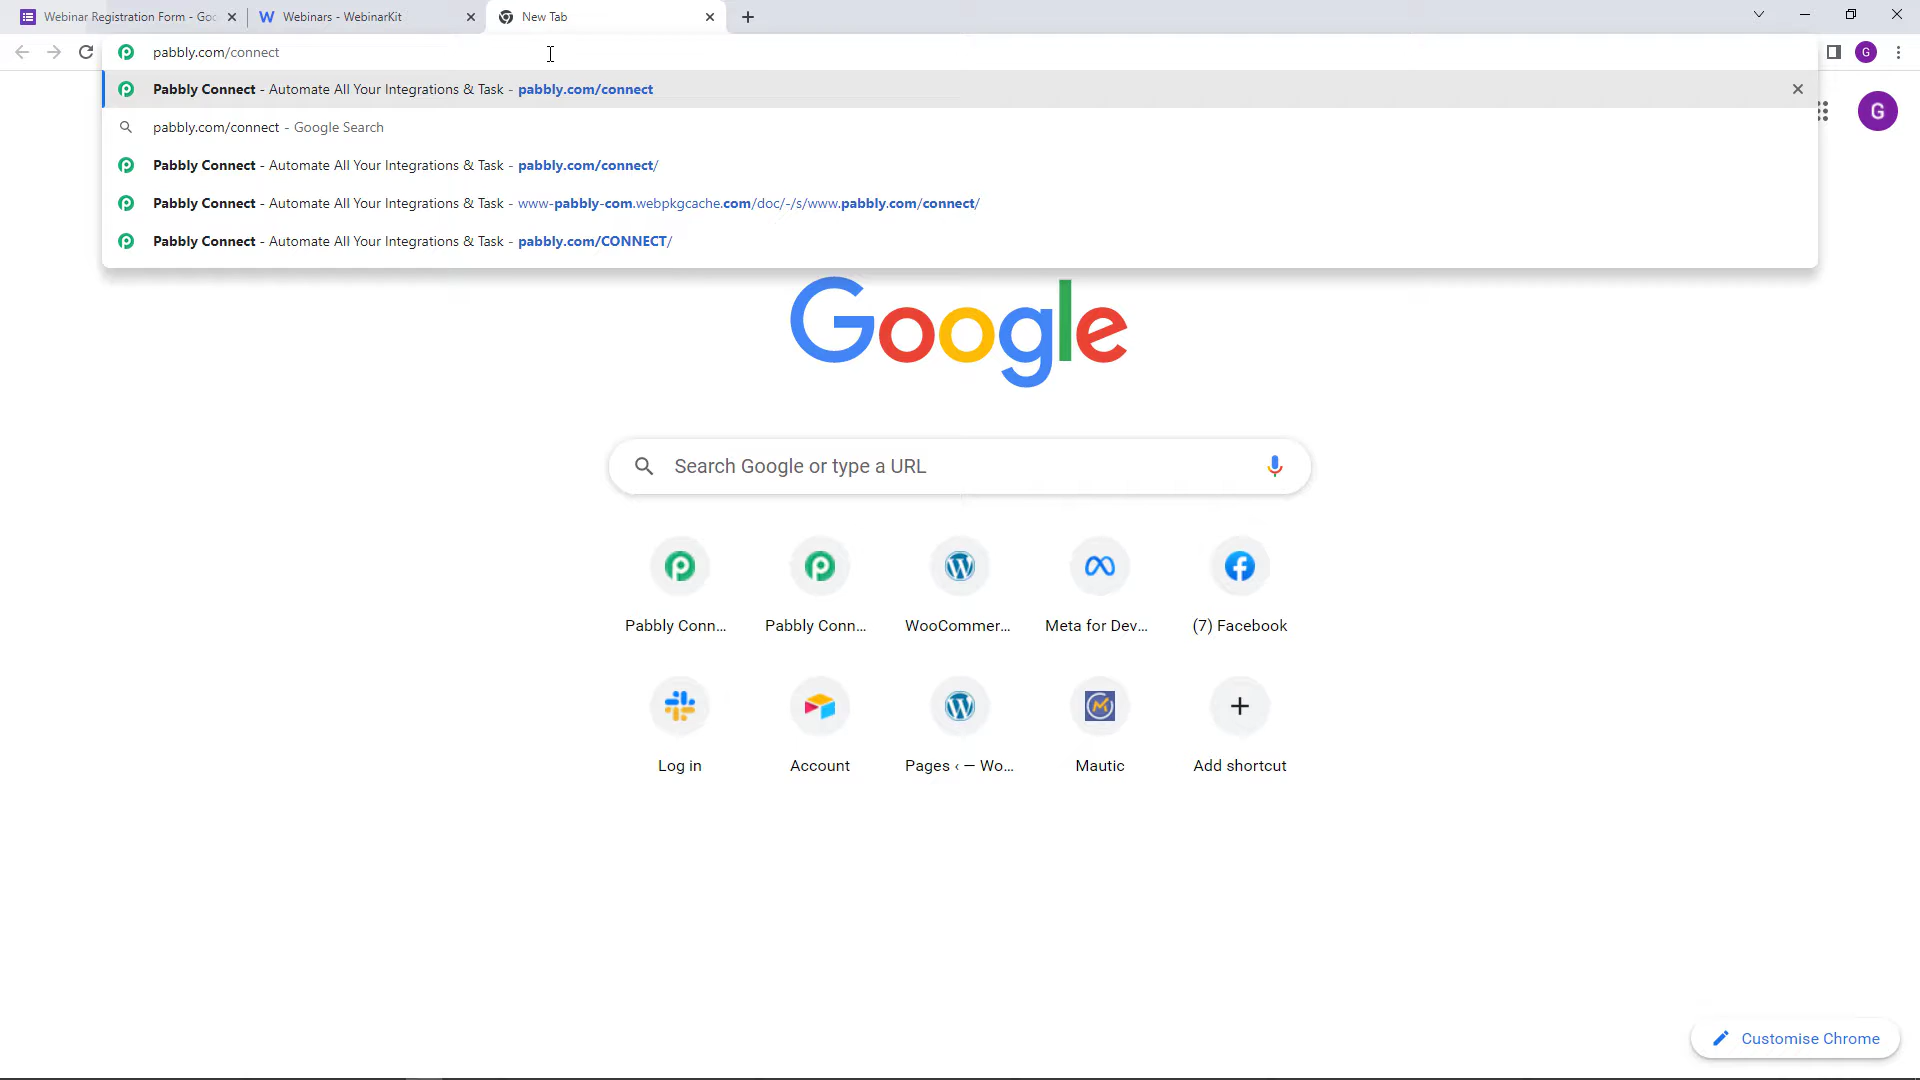 Webinar Registration Form - Goo
Webinars - WebinarKit
New Tab
pabbly.com/connect
G
Pabbly Connect - Automate All Your Integrations & Task - pabbly.com/connect
pabbly.com/connect - Google Search
Pabbly Connect - Automate All Your Integrations & Task - pabbly.com/connect/
Pabbly Connect - Automate All Your Integrations & Task - www-pabbly-com.webpkgcache.com/doc/-/s/www.pabbly.com/connect/
Pabbly Connect - Automate All Your Integrations & Task - pabbly.com/CONNECT/
G
Google
Search Google or type a URL
Pabbly Conn... Pabbly Conn... WooCommer... Meta for Dev... (7) Facebook
Log in Account Pages ‹ — Wo... Mautic Add shortcut
Customise Chrome